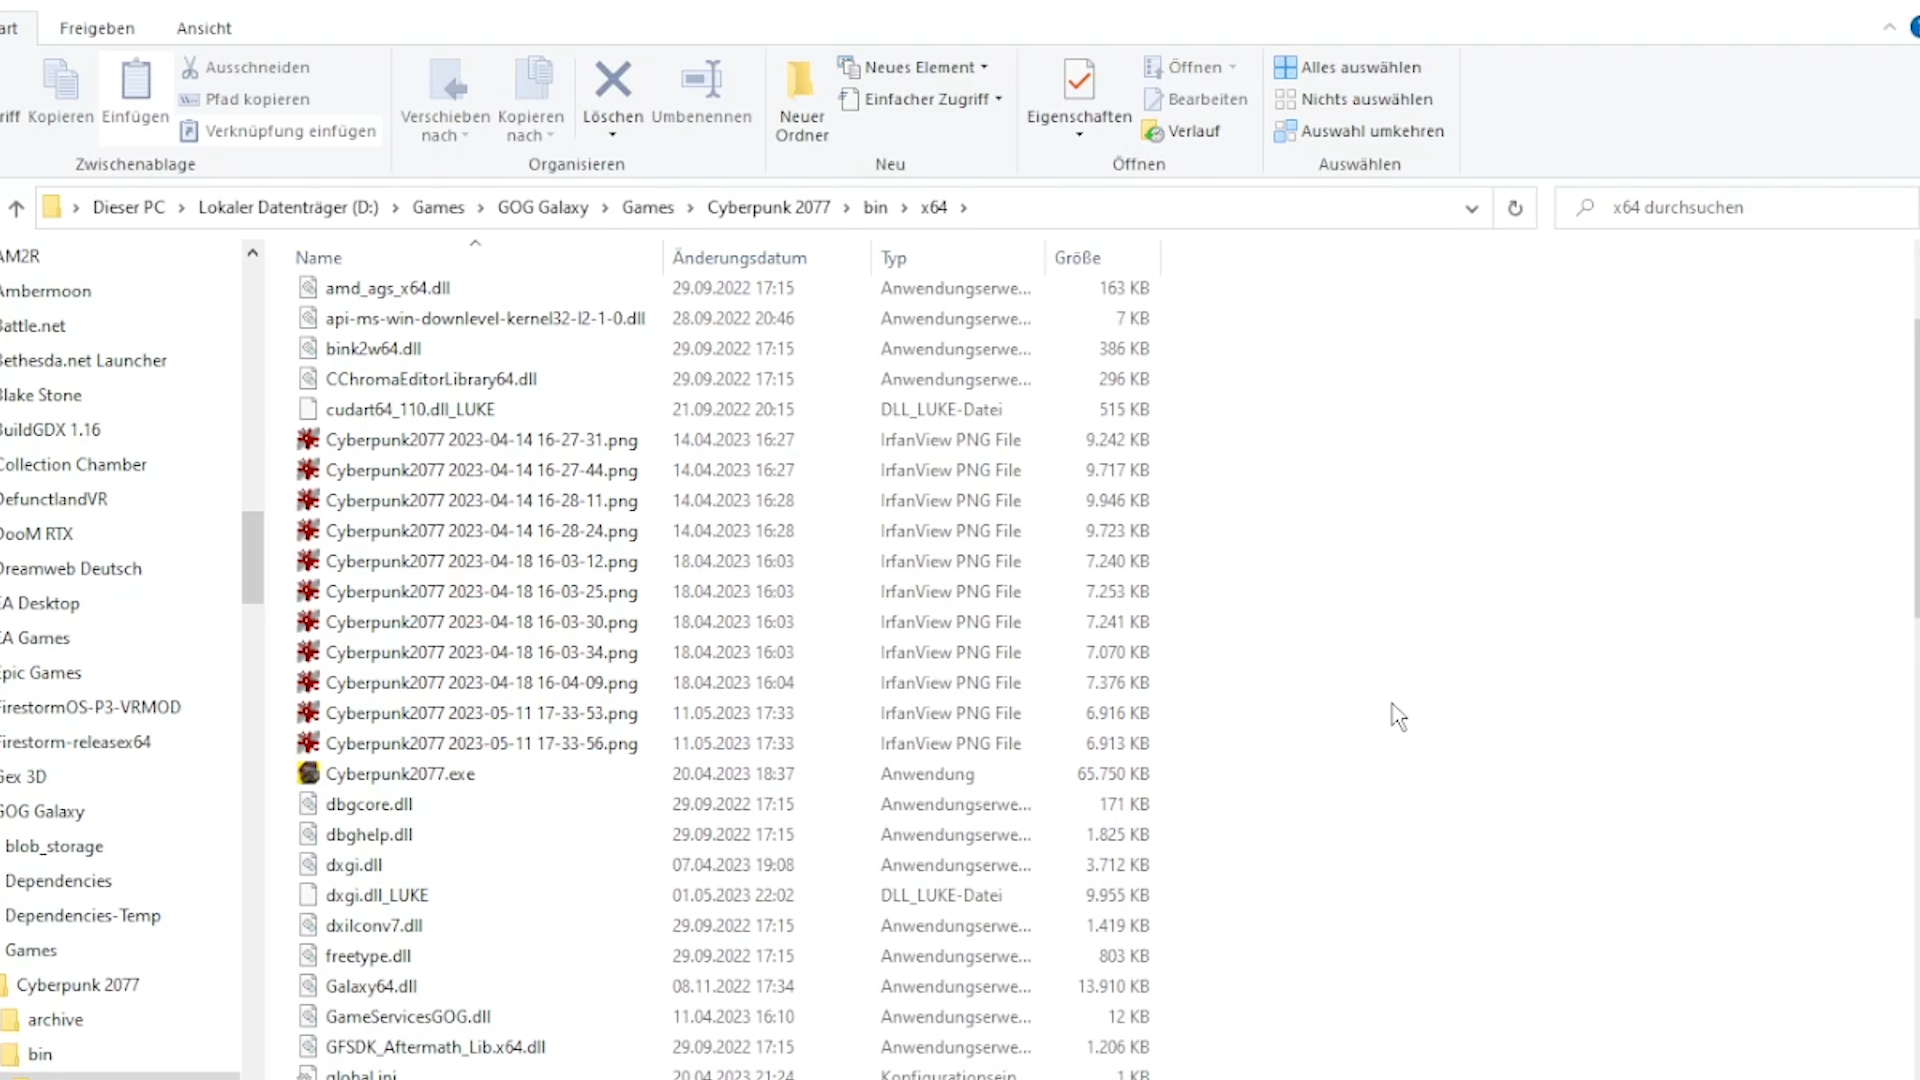 art Freigeben Ansicht
Ausschneiden
Pfad kopieren
Verknüpfung einfügen
riff Kopieren Einfügen
Zwischenablage
Verschieben nach Kopieren nach Löschen Umbenennen
Organisieren
Neuer Ordner
Neues Element
Einfacher Zugriff
Neu
Eigenschaften
Öffnen
Bearbeiten
Verlauf
Öffnen
Alles auswählen
Nichts auswählen
Auswahl umkehren
Auswählen
Dieser PC > Lokaler Datenträger (D:) > Games > GOG Galaxy > Games > Cyberpunk 2077 > bin > x64 >
x64 durchsuchen
AM2R
Ambermoon
Battle.net
Bethesda.net Launcher
Blake Stone
BuildGDX 1.16
Collection Chamber
DefunctlandVR
DooM RTX
Dreamweb Deutsch
EA Desktop
EA Games
Epic Games
FirestormOS-P3-VRMOD
Firestorm-releasex64
Gex 3D
GOG Galaxy
blob_storage
Dependencies
Dependencies-Temp
Games
Cyberpunk 2077
archive
bin
Name Änderungsdatum Typ Größe
amd_ags_x64.dll 29.09.2022 17:15 Anwendungserwe... 163 KB
api-ms-win-downlevel-kernel32-l2-1-0.dll 28.09.2022 20:46 Anwendungserwe... 7 KB
bink2w64.dll 29.09.2022 17:15 Anwendungserwe... 386 KB
CChromaEditorLibrary64.dll 29.09.2022 17:15 Anwendungserwe... 296 KB
cudart64_110.dll_LUKE 21.09.2022 20:15 DLL_LUKE-Datei 515 KB
Cyberpunk2077 2023-04-14 16-27-31.png 14.04.2023 16:27 IrfanView PNG File 9.242 KB
Cyberpunk2077 2023-04-14 16-27-44.png 14.04.2023 16:27 IrfanView PNG File 9.717 KB
Cyberpunk2077 2023-04-14 16-28-11.png 14.04.2023 16:28 IrfanView PNG File 9.946 KB
Cyberpunk2077 2023-04-14 16-28-24.png 14.04.2023 16:28 IrfanView PNG File 9.723 KB
Cyberpunk2077 2023-04-18 16-03-12.png 18.04.2023 16:03 IrfanView PNG File 7.240 KB
Cyberpunk2077 2023-04-18 16-03-25.png 18.04.2023 16:03 IrfanView PNG File 7.253 KB
Cyberpunk2077 2023-04-18 16-03-30.png 18.04.2023 16:03 IrfanView PNG File 7.241 KB
Cyberpunk2077 2023-04-18 16-03-34.png 18.04.2023 16:03 IrfanView PNG File 7.070 KB
Cyberpunk2077 2023-04-18 16-04-09.png 18.04.2023 16:04 IrfanView PNG File 7.376 KB
Cyberpunk2077 2023-05-11 17-33-53.png 11.05.2023 17:33 IrfanView PNG File 6.916 KB
Cyberpunk2077 2023-05-11 17-33-56.png 11.05.2023 17:33 IrfanView PNG File 6.913 KB
Cyberpunk2077.exe 20.04.2023 18:37 Anwendung 65.750 KB
dbgcore.dll 29.09.2022 17:15 Anwendungserwe... 171 KB
dbghelp.dll 29.09.2022 17:15 Anwendungserwe... 1.825 KB
dxgi.dll 07.04.2023 19:08 Anwendungserwe... 3.712 KB
dxgi.dll_LUKE 01.05.2023 22:02 DLL_LUKE-Datei 9.955 KB
dxilconv7.dll 29.09.2022 17:15 Anwendungserwe... 1.419 KB
freetype.dll 29.09.2022 17:15 Anwendungserwe... 803 KB
Galaxy64.dll 08.11.2022 17:34 Anwendungserwe... 13.910 KB
GameServicesGOG.dll 11.04.2023 16:10 Anwendungserwe... 12 KB
GFSDK_Aftermath_Lib.x64.dll 29.09.2022 17:15 Anwendungserwe... 1.206 KB
global.ini 20.04.2023 21:24 Konfigurationsein... 1 KB